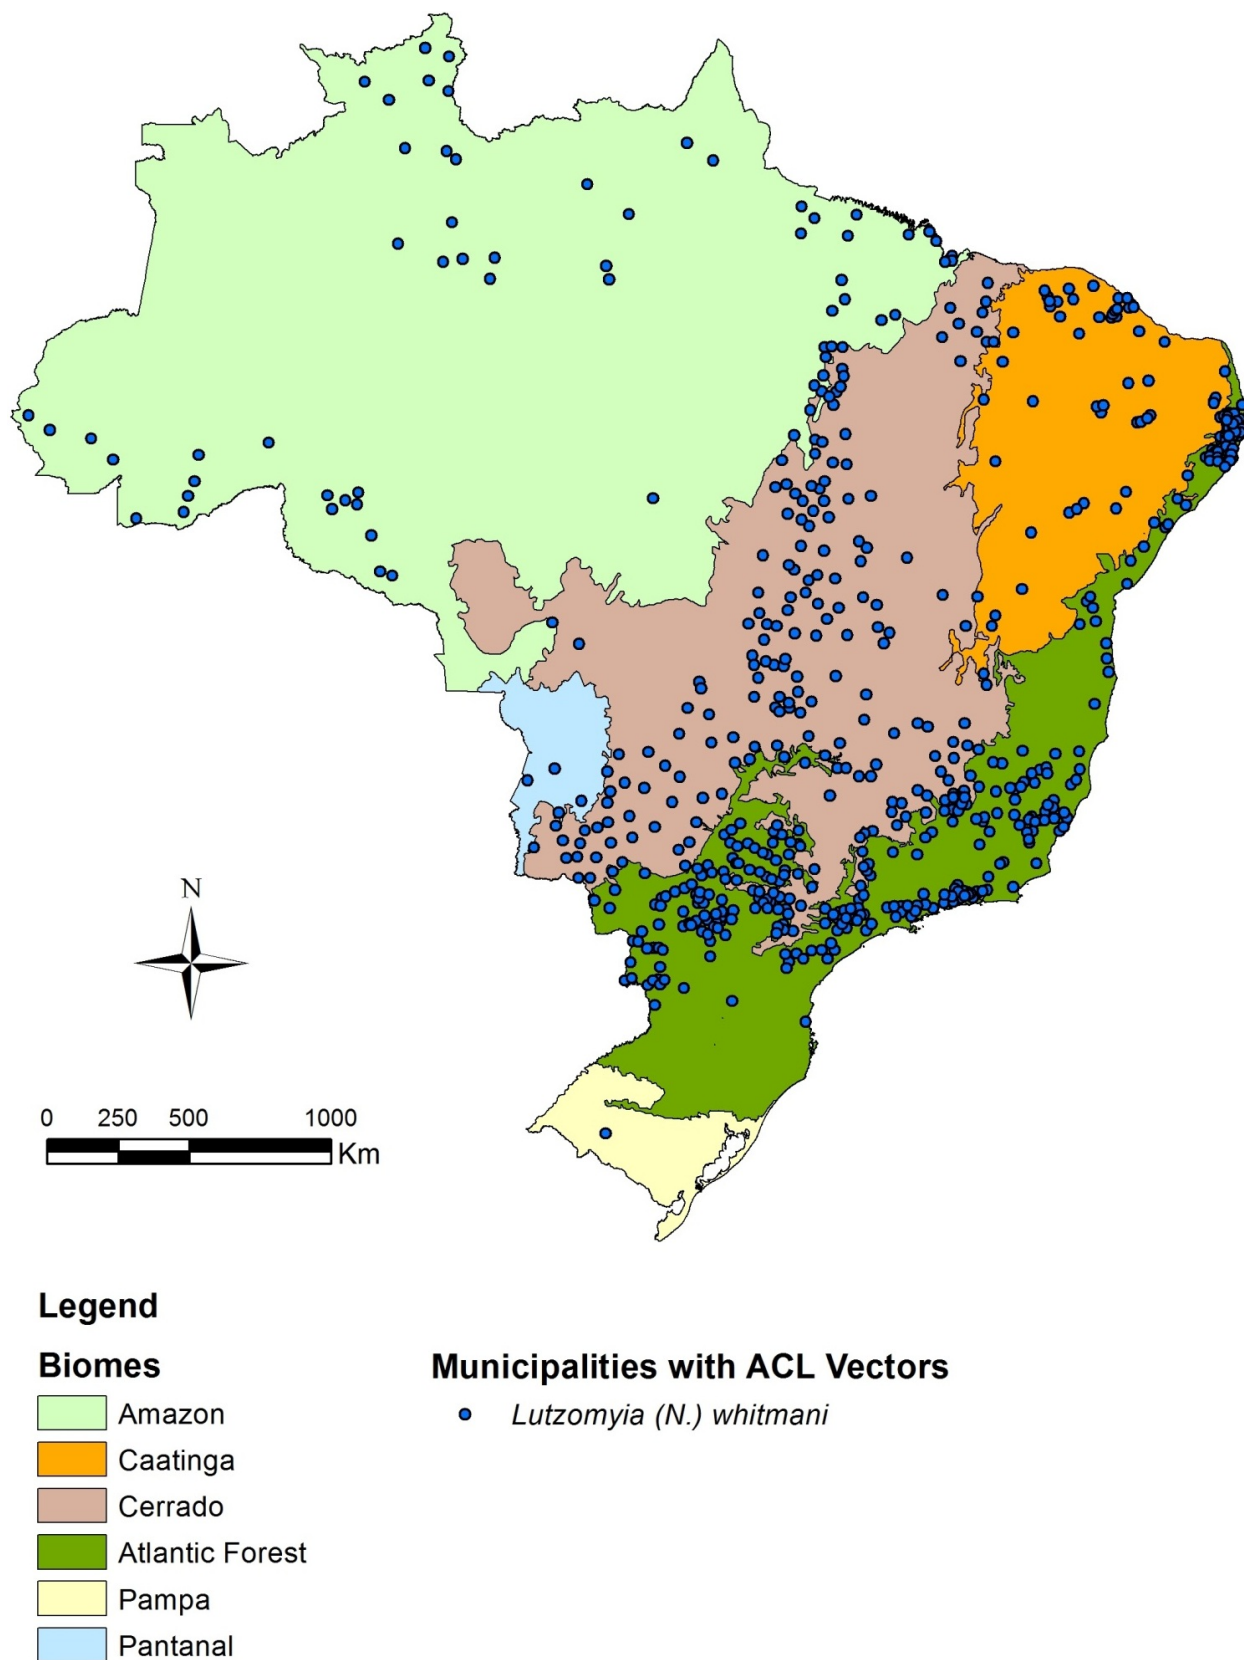 N
0 250 500 1000
Km
Legend
Biomes
Amazon
Caatinga
Cerrado
Atlantic Forest
Pampa
Pantanal
Municipalities with ACL Vectors
Lutzomyia (N.) whitmani